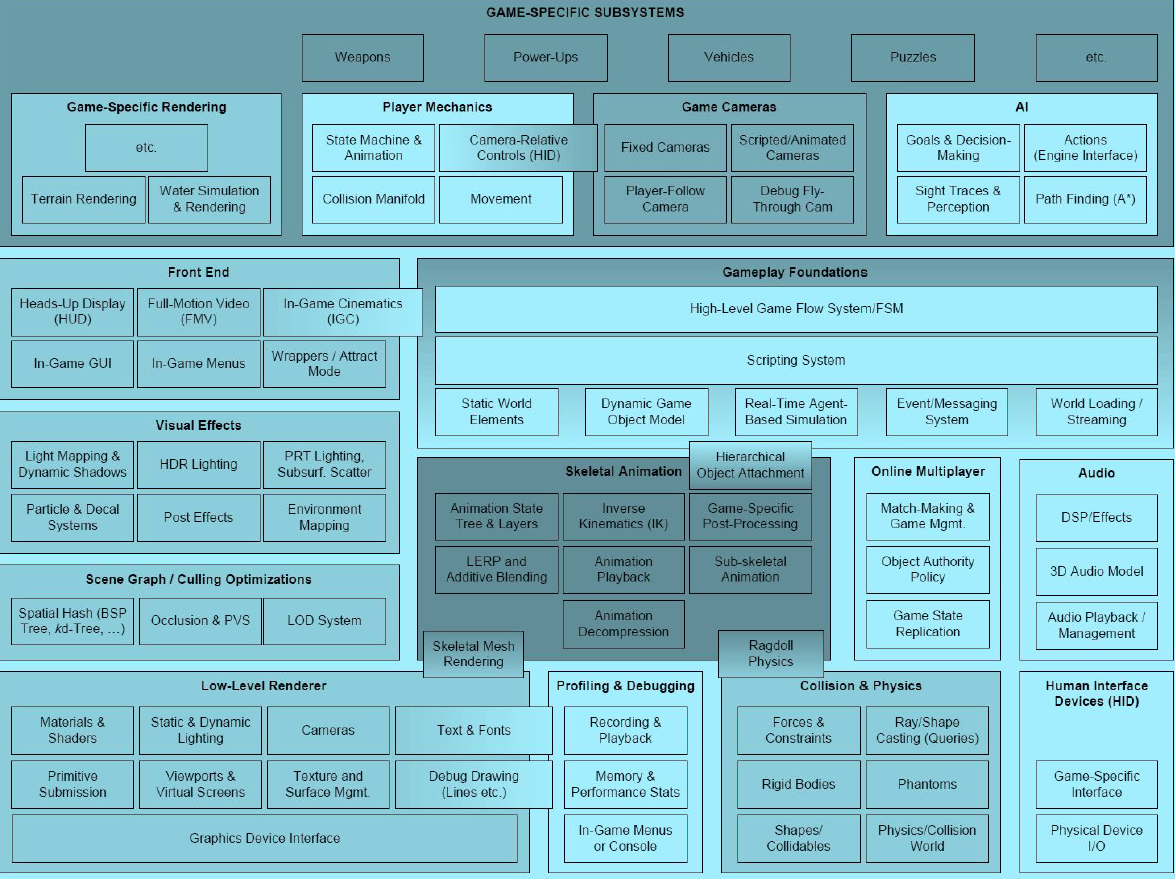 GAME-SPECIFIC SUBSYSTEMS
Weapons
Power-Ups
Vehicles
Puzzles
etc.
Game-Specific Rendering
etc.
Terrain Rendering
Water Simulation
& Rendering
Player Mechanics
State Machine &
Animation
Camera-Relative
Controls (HID)
Collision Manifold
Movement
Game Cameras
Fixed Cameras
Scripted/Animated
Cameras
Player-Follow
Camera
Debug Fly-
Through Cam
AI
Goals & Decision-
Making
Actions
(Engine Interface)
Sight Traces &
Perception
Path Finding (A*)
Front End
Heads-Up Display
(HUD)
Full-Motion Video
(FMV)
In-Game Cinematics
(IGC)
In-Game GUI
In-Game Menus
Wrappers / Attract
Mode
Gameplay Foundations
High-Level Game Flow System/FSM
Scripting System
Static World
Elements
Dynamic Game
Object Model
Real-Time Agent-
Based Simulation
Event/Messaging
System
World Loading /
Streaming
Visual Effects
Light Mapping &
Dynamic Shadows
HDR Lighting
PRT Lighting,
Subsurf. Scatter
Particle & Decal
Systems
Post Effects
Environment
Mapping
Skeletal Animation
Hierarchical
Object Attachment
Animation State
Tree & Layers
Inverse
Kinematics (IK)
Game-Specific
Post-Processing
LERP and
Additive Blending
Animation
Playback
Sub-skeletal
Animation
Animation
Decompression
Online Multiplayer
Match-Making &
Game Mgmt.
Object Authority
Policy
Game State
Replication
Audio
DSP/Effects
3D Audio Model
Audio Playback /
Management
Scene Graph / Culling Optimizations
Spatial Hash (BSP
Tree, kd-Tree, …)
Occlusion & PVS
LOD System
Skeletal Mesh
Rendering
Ragdoll
Physics
Low-Level Renderer
Materials &
Shaders
Static & Dynamic
Lighting
Cameras
Text & Fonts
Primitive
Submission
Viewports &
Virtual Screens
Texture and
Surface Mgmt.
Debug Drawing
(Lines etc.)
Graphics Device Interface
Profiling & Debugging
Recording &
Playback
Memory &
Performance Stats
In-Game Menus
or Console
Collision & Physics
Forces &
Constraints
Ray/Shape
Casting (Queries)
Rigid Bodies
Phantoms
Shapes/
Collidables
Physics/Collision
World
Human Interface
Devices (HID)
Game-Specific
Interface
Physical Device
I/O